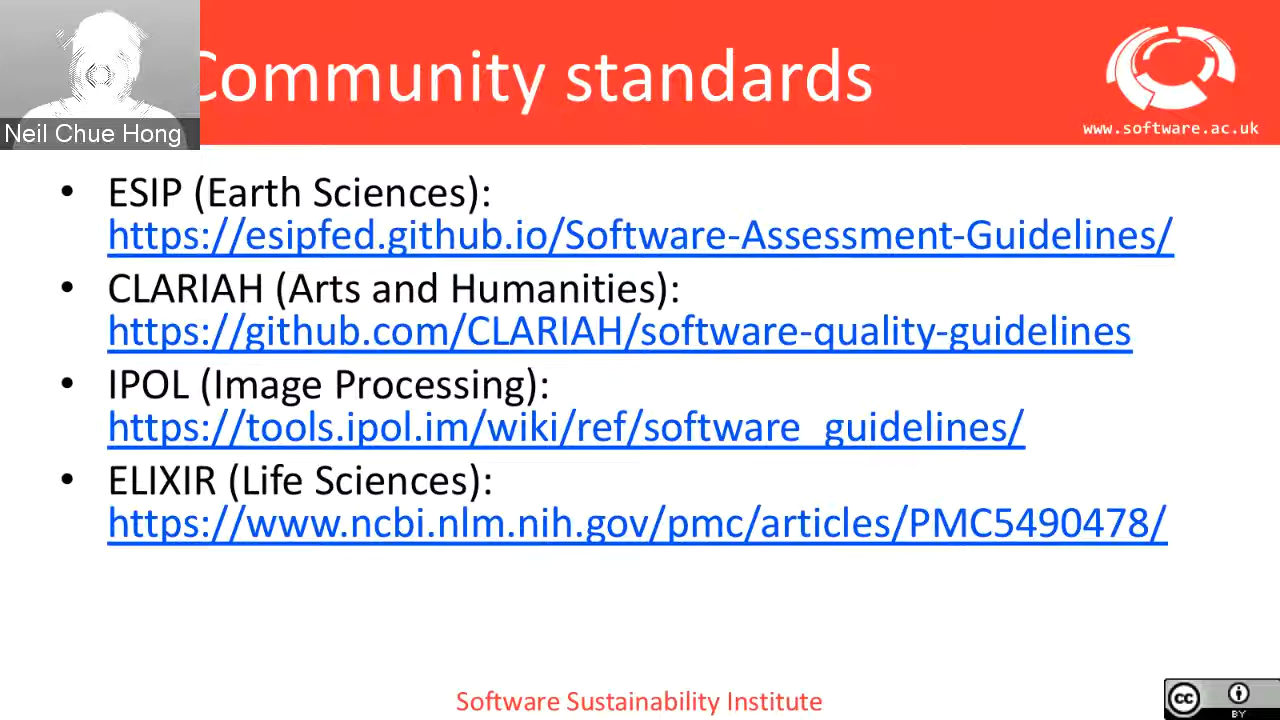 Community standards
www.software.ac.uk
Neil Chue Hong
• ESIP (Earth Sciences):
https://esipfed.github.io/Software-Assessment-Guidelines/
• CLARIAH (Arts and Humanities):
https://github.com/CLARIAH/software-quality-guidelines
• IPOL (Image Processing):
https://tools.ipol.im/wiki/ref/software_guidelines/
• ELIXIR (Life Sciences):
https://www.ncbi.nlm.nih.gov/pmc/articles/PMC5490478/
Software Sustainability Institute
cc
BY